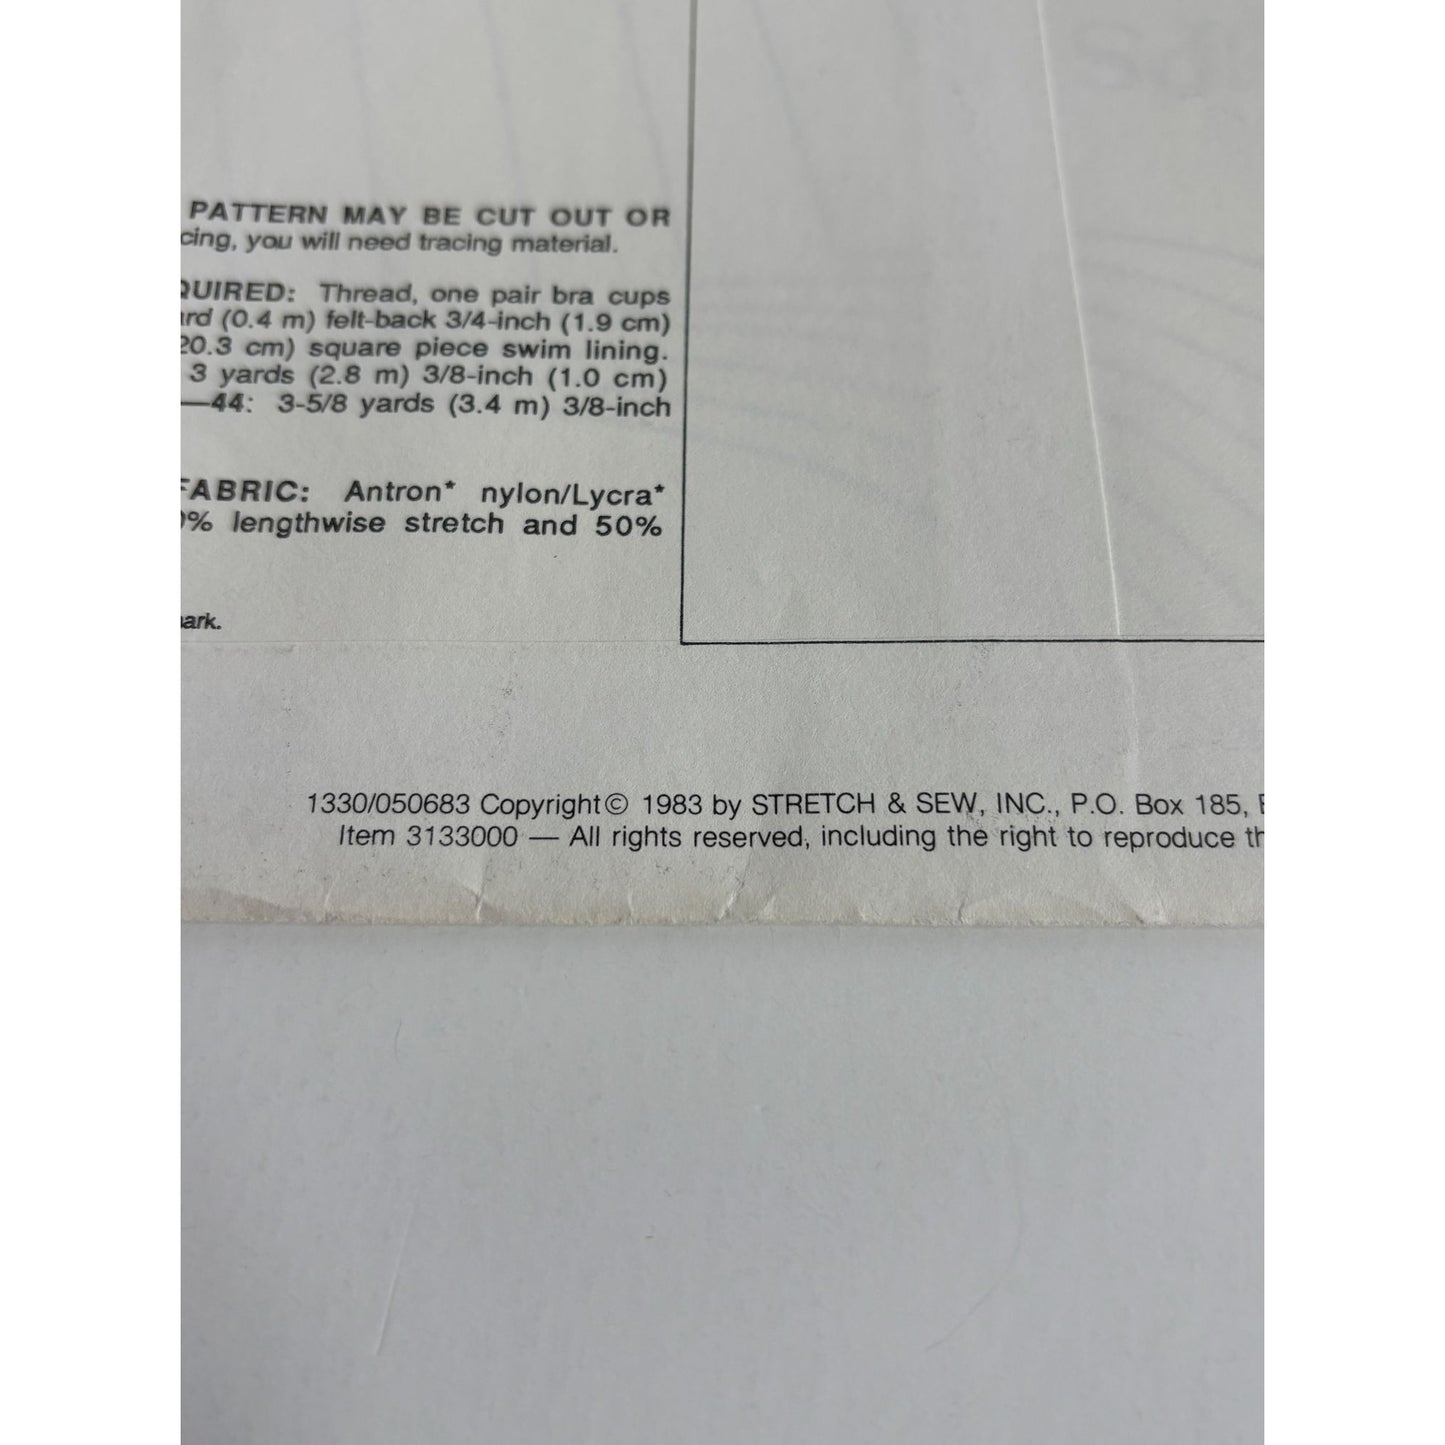 PATTERN MAY BE CUT OUT OR
cing, you will need tracing material.
QUIRED: Thread, one pair bra cups
ard (0.4 m) felt-back 3/4-inch (1.9 cm)
20.3 cm) square piece swim lining.
3 yards (2.8 m) 3/8-inch (1.0 cm)
—44: 3-5/8 yards (3.4 m) 3/8-inch
FABRIC: Antron* nylon/Lycra*
% lengthwise stretch and 50%
ark.
1330/050683 Copyright© 1983 by STRETCH & SEW, INC., P.O. Box 185,
Item 3133000 — All rights reserved, including the right to reproduce th